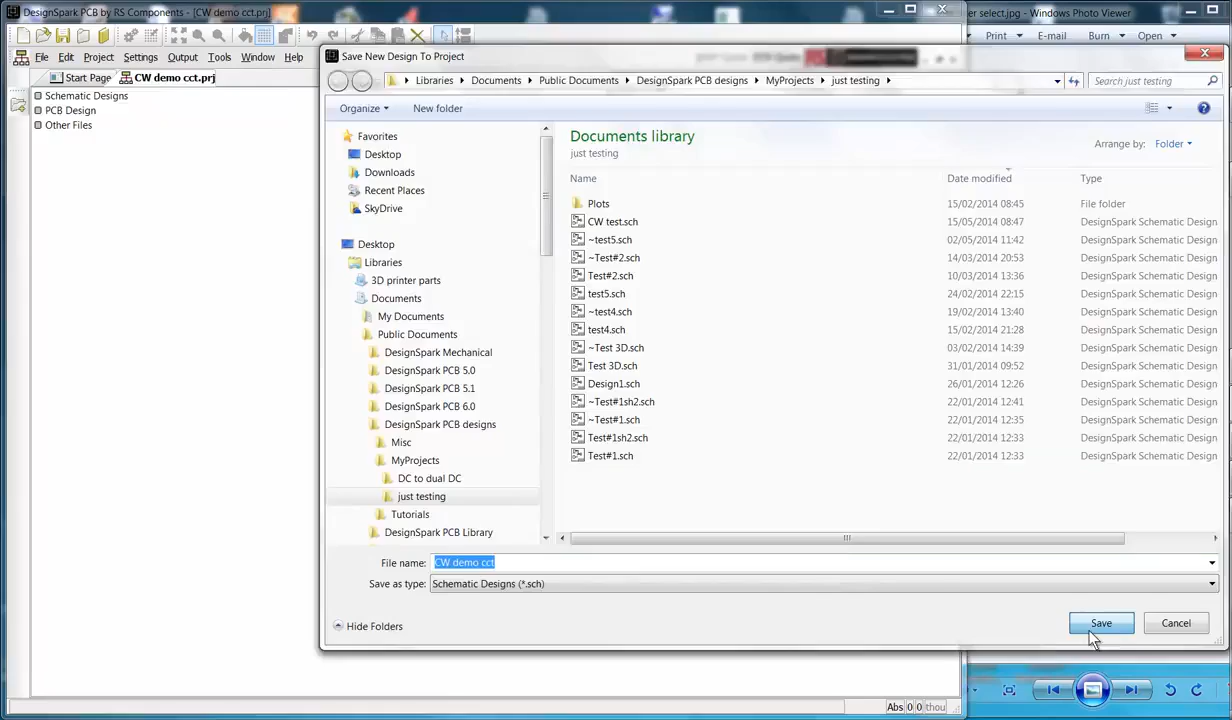 DesignSpark PCB by RS Components - [CW demo cct.prj]
er select.jpg - Windows Photo Viewer
Print E-mail Burn Open
File Edit Project Settings Output Tools Window Help
Start Page CW demo cct.prj
Schematic Designs
PCB Design
Other Files
Save New Design To Project
Libraries Documents Public Documents DesignSpark PCB designs MyProjects just testing
Search just testing
Organize New folder
Favorites
Desktop
Downloads
Recent Places
SkyDrive
Desktop
Libraries
3D printer parts
Documents
My Documents
Public Documents
DesignSpark Mechanical
DesignSpark PCB 5.0
DesignSpark PCB 5.1
DesignSpark PCB 6.0
DesignSpark PCB designs
Misc
MyProjects
DC to dual DC
just testing
Tutorials
DesignSpark PCB Library
Documents library
just testing
Arrange by: Folder
Name Date modified Type
Plots 15/02/2014 08:45 File folder
CW test.sch 15/05/2014 08:47 DesignSpark Schematic Design
~test5.sch 02/05/2014 11:42 DesignSpark Schematic Design
~Test#2.sch 14/03/2014 20:53 DesignSpark Schematic Design
Test#2.sch 10/03/2014 13:36 DesignSpark Schematic Design
test5.sch 24/02/2014 22:15 DesignSpark Schematic Design
~test4.sch 19/02/2014 13:40 DesignSpark Schematic Design
test4.sch 15/02/2014 21:28 DesignSpark Schematic Design
~Test 3D.sch 03/02/2014 14:39 DesignSpark Schematic Design
Test 3D.sch 31/01/2014 09:52 DesignSpark Schematic Design
Design1.sch 26/01/2014 12:26 DesignSpark Schematic Design
~Test#1sh2.sch 22/01/2014 12:41 DesignSpark Schematic Design
~Test#1.sch 22/01/2014 12:35 DesignSpark Schematic Design
Test#1sh2.sch 22/01/2014 12:33 DesignSpark Schematic Design
Test#1.sch 22/01/2014 12:33 DesignSpark Schematic Design
File name: CW demo cct
Save as type: Schematic Designs (*.sch)
Hide Folders
Save Cancel
Abs 0 0 thou